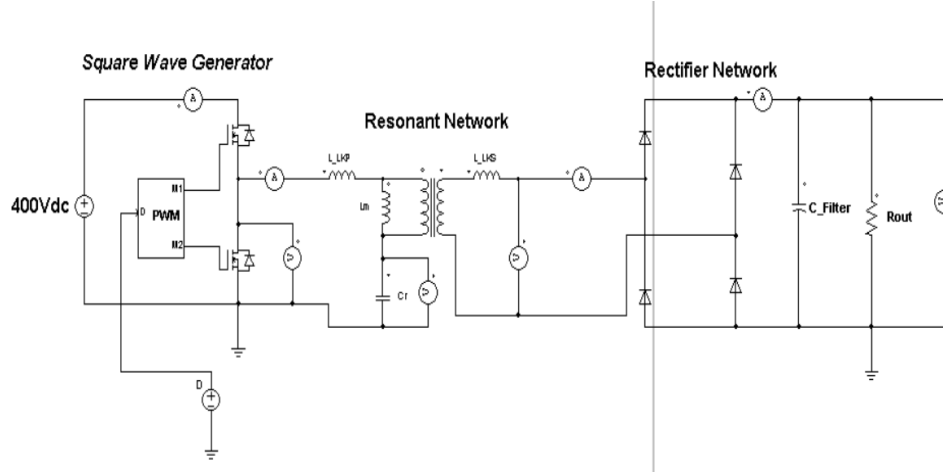 Square Wave Generator
Rectifier Network
A
A
Resonant Network
L_LKP
L_LKS
A
A
M1
400Vdc
D
PWM
Lm
C_Filter
Rout
M2
V
V
V
Cr
D